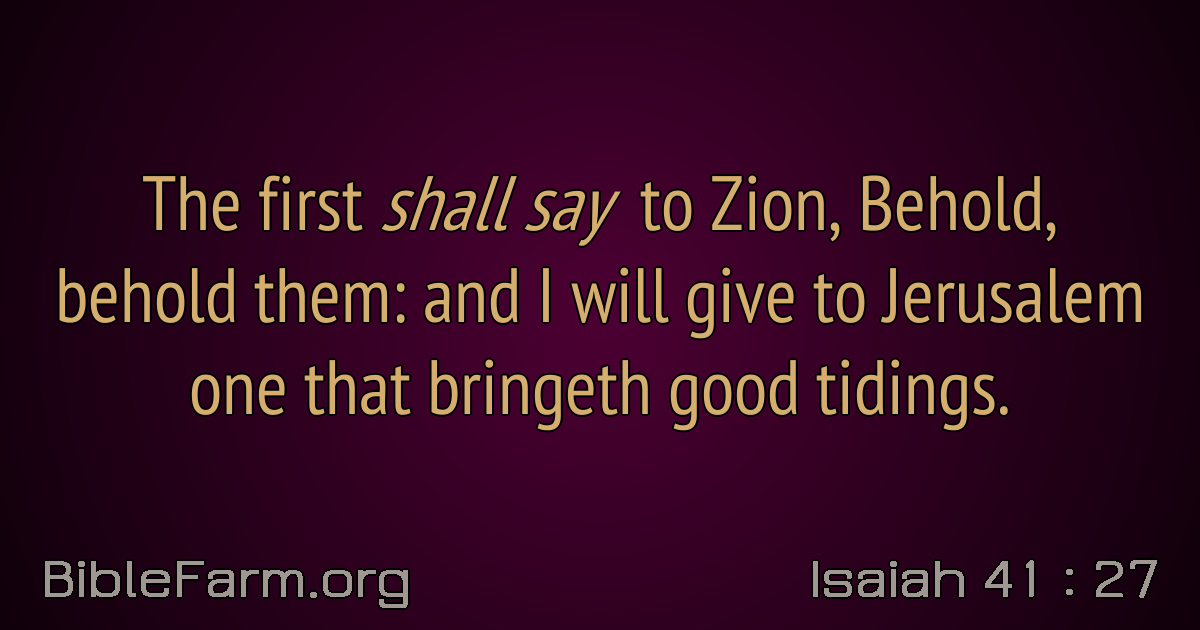 The first shall say to Zion, Behold,
behold them: and I will give to Jerusalem
one that bringeth good tidings.
BibleFarm.org
Isaiah 41 : 27